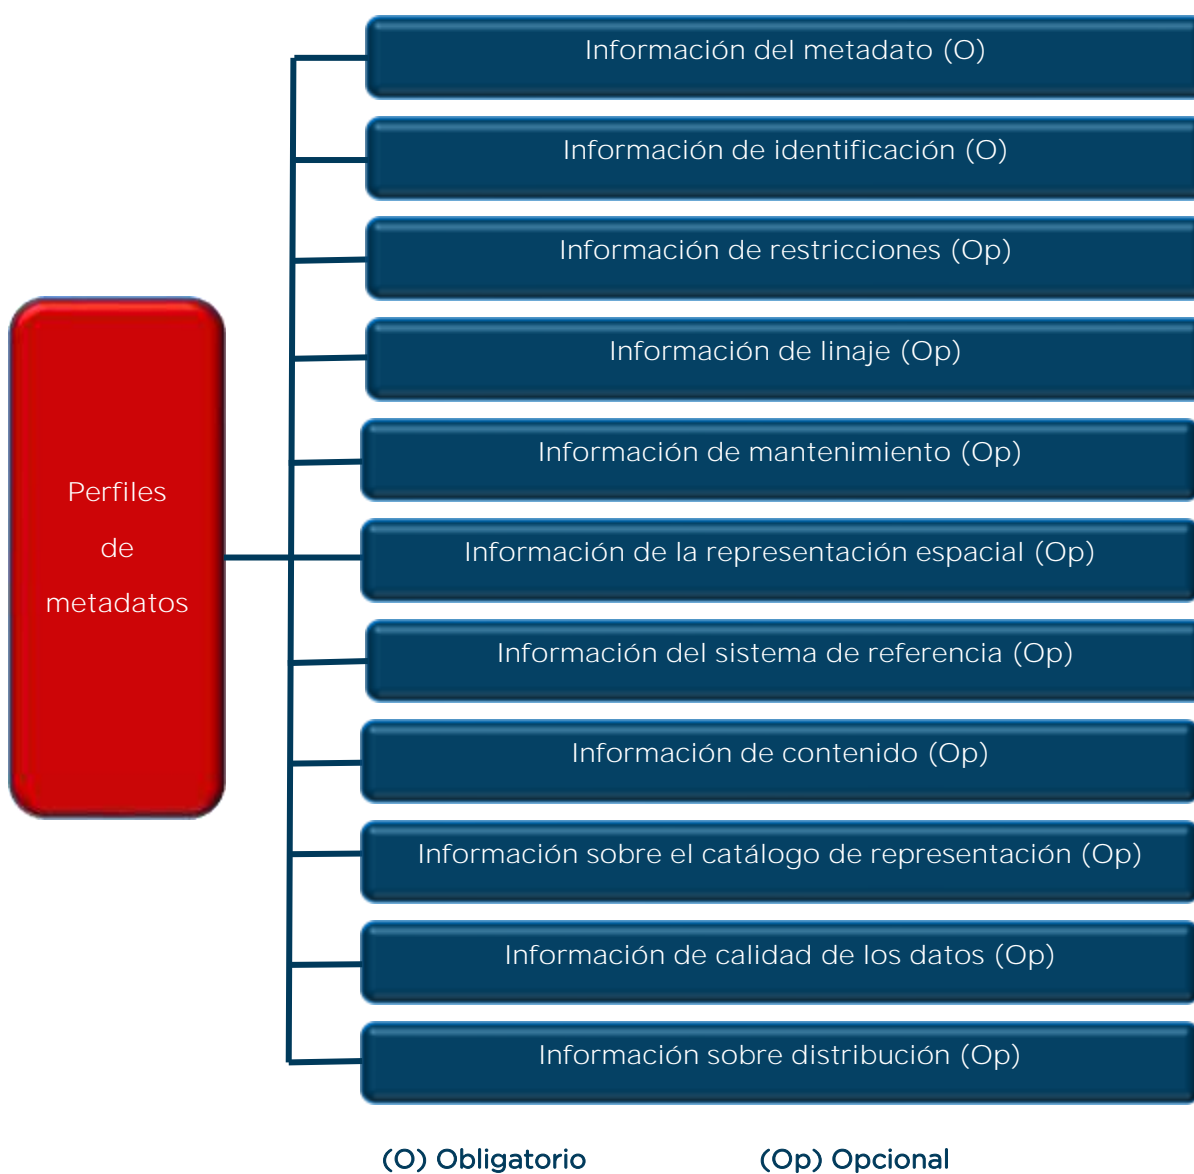 Información del metadato (O)
Información de identificación (O)
Información de restricciones (Op)
Información de linaje (Op)
Información de mantenimiento (Op)
Perfiles
de
metadatos
Información de la representación espacial (Op)
Información del sistema de referencia (Op)
Información de contenido (Op)
Información sobre el catálogo de representación (Op)
Información de calidad de los datos (Op)
Información sobre distribución (Op)
(O) Obligatorio
(Op) Opcional